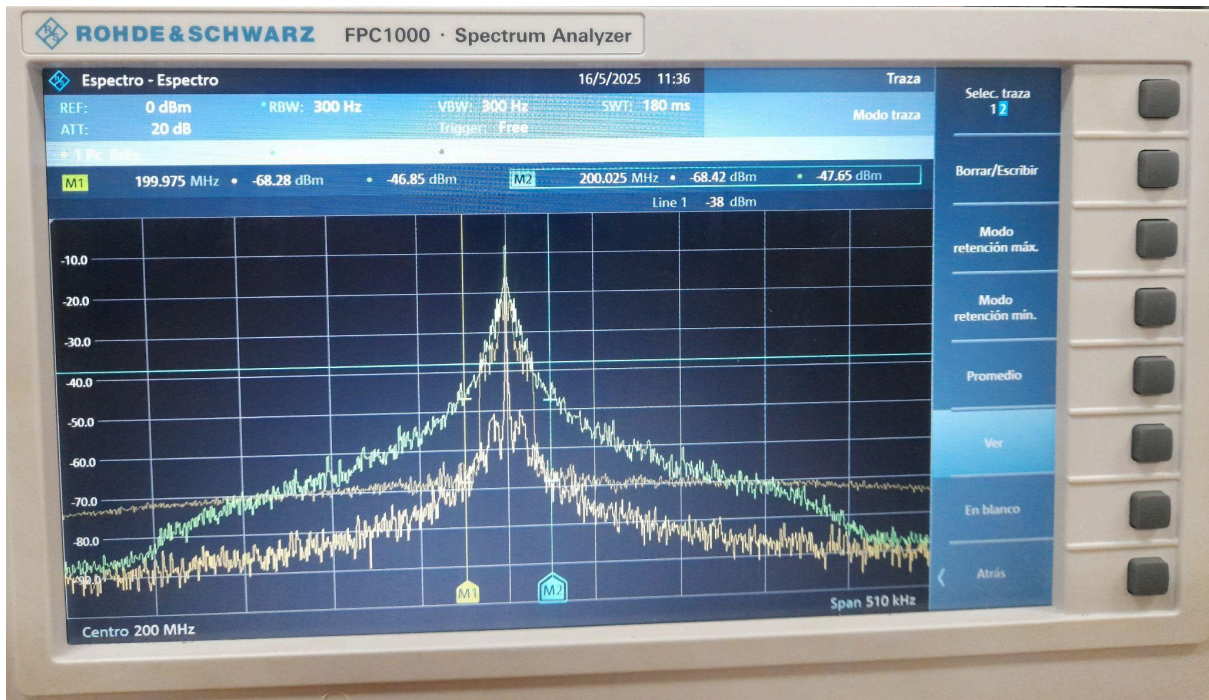 ROHDE & SCHWARZ FPC1000 · Spectrum Analyzer
Espectro - Espectro 16/5/2025 11:36 Traza
REF: 0 dBm RBW: 300 Hz VBW: 300 Hz SWT: 180 ms
ATT: 20 dB Trigger: Free Modo traza
M1 199.975 MHz • -68.28 dBm • -46.85 dBm M2 200.025 MHz • -68.42 dBm • -47.65 dBm
Line 1 -38 dBm
-10.0
-20.0
-30.0
-40.0
-50.0
-60.0
-70.0
-80.0
-90.0
M1 M2
Centro 200 MHz Span 510 kHz
Selec. traza
1 2
Borrar/Escribir
Modo
retención máx.
Modo
retención mín.
Promedio
Ver
En blanco
Atrás